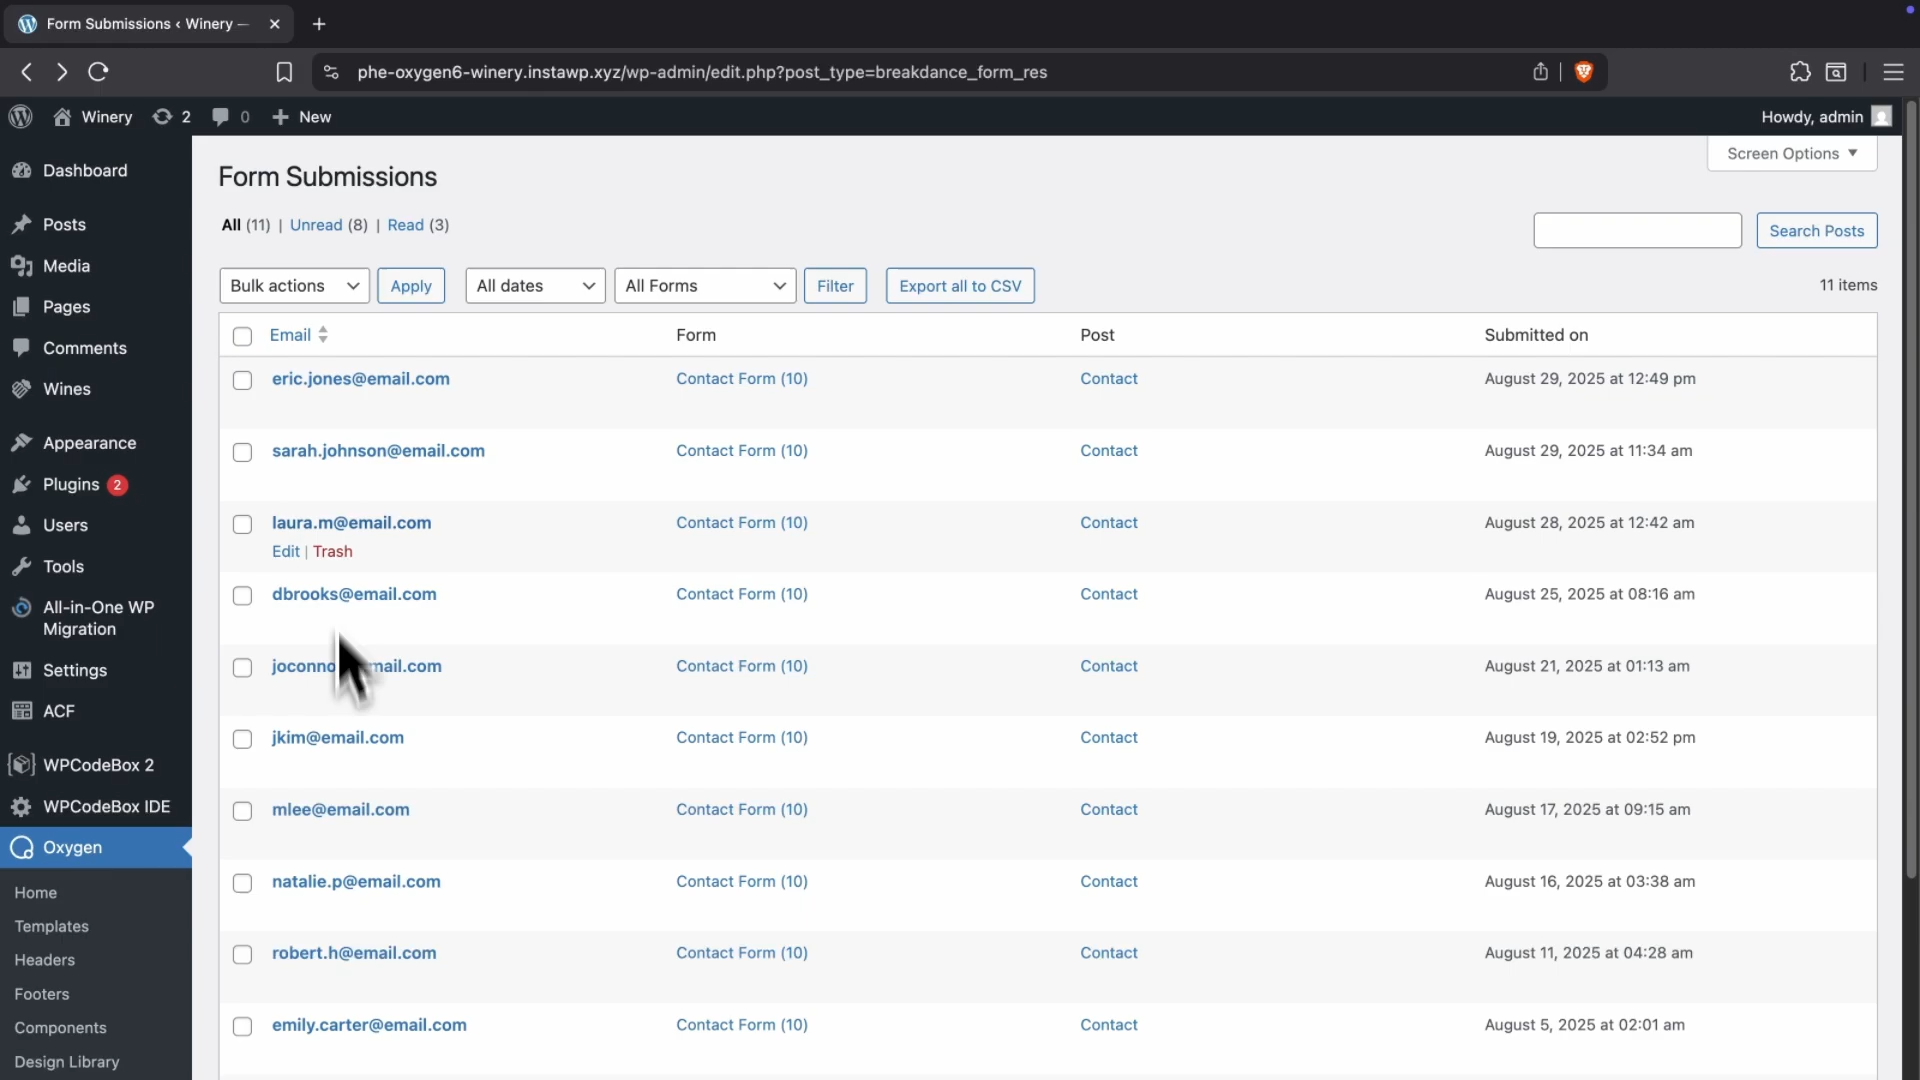 Form Submissions ‹ Winery —
phe-oxygen6-winery.instawp.xyz/wp-admin/edit.php?post_type=breakdance_form_res
Winery 2 0 New Howdy, admin
Dashboard
Posts
Media
Pages
Comments
Wines
Appearance
Plugins 2
Users
Tools
All-in-One WP
Migration
Settings
ACF
WPCodeBox 2
WPCodeBox IDE
Oxygen
Home
Templates
Headers
Footers
Components
Design Library
Screen Options
Form Submissions
All (11) | Unread (8) | Read (3)
Search Posts
Bulk actions Apply All dates All Forms Filter Export all to CSV 11 items
Email Form Post Submitted on
eric.jones@email.com Contact Form (10) Contact August 29, 2025 at 12:49 pm
sarah.johnson@email.com Contact Form (10) Contact August 29, 2025 at 11:34 am
laura.m@email.com Contact Form (10) Contact August 28, 2025 at 12:42 am
Edit | Trash
dbrooks@email.com Contact Form (10) Contact August 25, 2025 at 08:16 am
Contact Form (10) Contact August 21, 2025 at 01:13 am
jkim@email.com Contact Form (10) Contact August 19, 2025 at 02:52 pm
mlee@email.com Contact Form (10) Contact August 17, 2025 at 09:15 am
natalie.p@email.com Contact Form (10) Contact August 16, 2025 at 03:38 am
robert.h@email.com Contact Form (10) Contact August 11, 2025 at 04:28 am
emily.carter@email.com Contact Form (10) Contact August 5, 2025 at 02:01 am